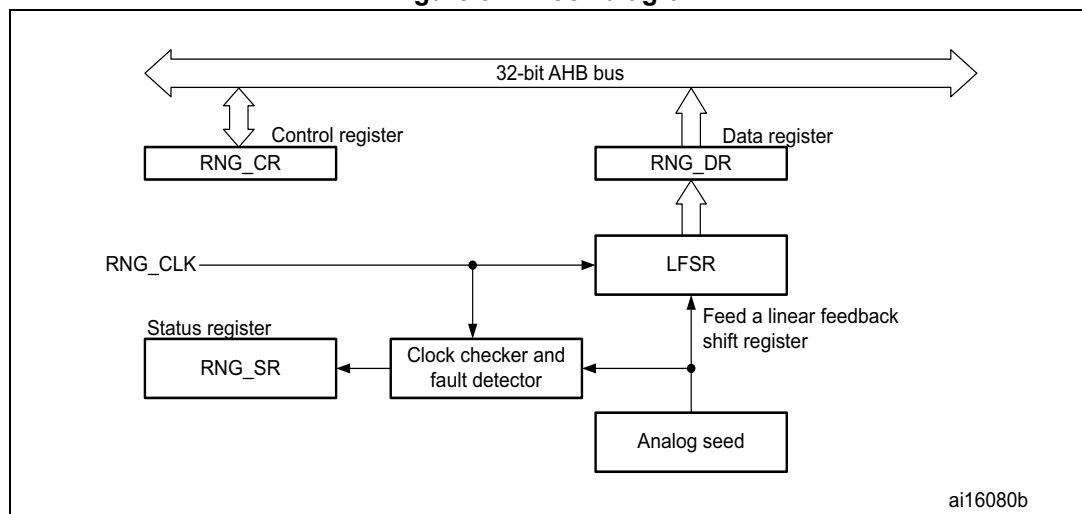 32-bit AHB bus
Control register
RNG_CR
Data register
RNG_DR
RNG_CLK
LFSR
Feed a linear feedback
shift register
Status register
RNG_SR
Clock checker and
fault detector
Analog seed
ai16080b